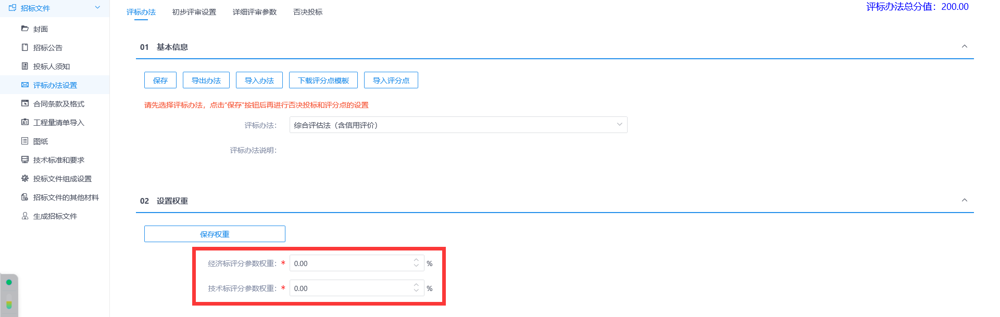 招标文件
封面
招标公告
投标人须知
评标办法设置
合同条款及格式
工程量清单导入
图纸
技术标准和要求
投标文件组成设置
招标文件的其他材料
生成招标文件
评标办法 初步评审设置 详细评审参数 否决投标
评标办法总分值：200.00
01 基本信息
保存 导出办法 导入办法 下载评分点模板 导入评分点
请先选择评标办法，点击“保存”按钮后再进行否决投标和评分点的设置
评标办法： 综合评估法（含信用评价）
评标办法说明：
02 设置权重
保存权重
经济标评分参数权重：* 0.00 %
技术标评分参数权重：* 0.00 %